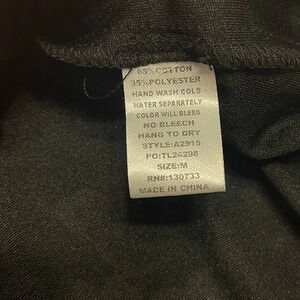 65%COTTON
35%POLYESTER
HAND WASH COLD
WATER SEPARATELY
COLOR WILL BLEED
NO BLEECH
HANG TO DRY
STYLE:A2915
PO:TL24298
SIZE:M
RN#:130733
MADE IN CHINA